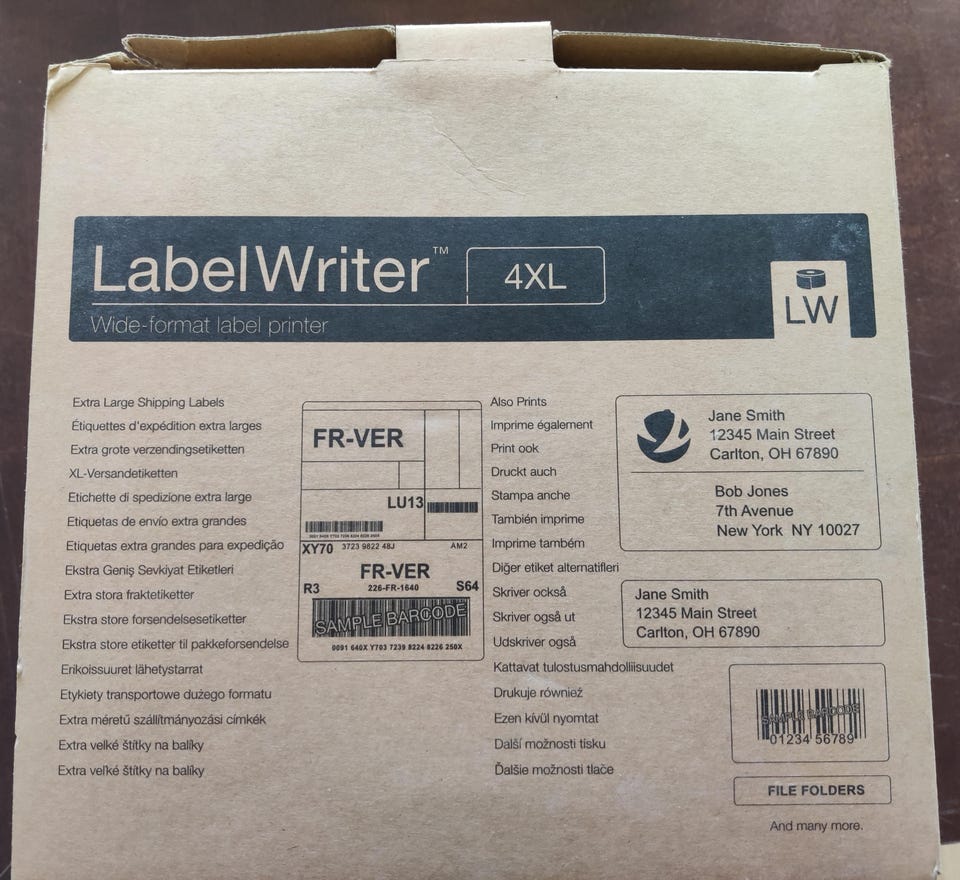 LabelWriter™ 4XL
Wide-format label printer
LW
Extra Large Shipping Labels
Étiquettes d'expédition extra larges
Extra grote verzendingsetiketten
XL-Versandetiketten
Etichette di spedizione extra large
Etiquetas de envío extra grandes
Etiquetas extra grandes para expedição
Ekstra Geniş Sevkiyat Etiketleri
Extra stora fraktetiketter
Ekstra store forsendelsesetiketter
Ekstra store etiketter til pakkeforsendelse
Erikoissuuret lähetystarrat
Etykiety transportowe dużego formatu
Extra méretű szállítmányozási címkék
Extra velké štítky na balíky
Extra veľké štítky na balíky
FR-VER
LU13
XY70 3723 9822 48J AM2
FR-VER
R3 226-FR-1640 S64
SAMPLE BARCODE
0091 640X Y703 7239 8224 8226 250X
Also Prints
Imprime également
Print ook
Druckt auch
Stampa anche
También imprime
Imprime também
Diğer etiket alternatifleri
Skriver också
Skriver også ut
Udskriver også
Kattavat tulostusmahdolliisuudet
Drukuje również
Ezen kívül nyomtat
Další možnosti tisku
Ďalšie možnosti tlače
Jane Smith
12345 Main Street
Carlton, OH 67890
Bob Jones
7th Avenue
New York NY 10027
Jane Smith
12345 Main Street
Carlton, OH 67890
SAMPLE BARCODE
01234 56789
FILE FOLDERS
And many more.